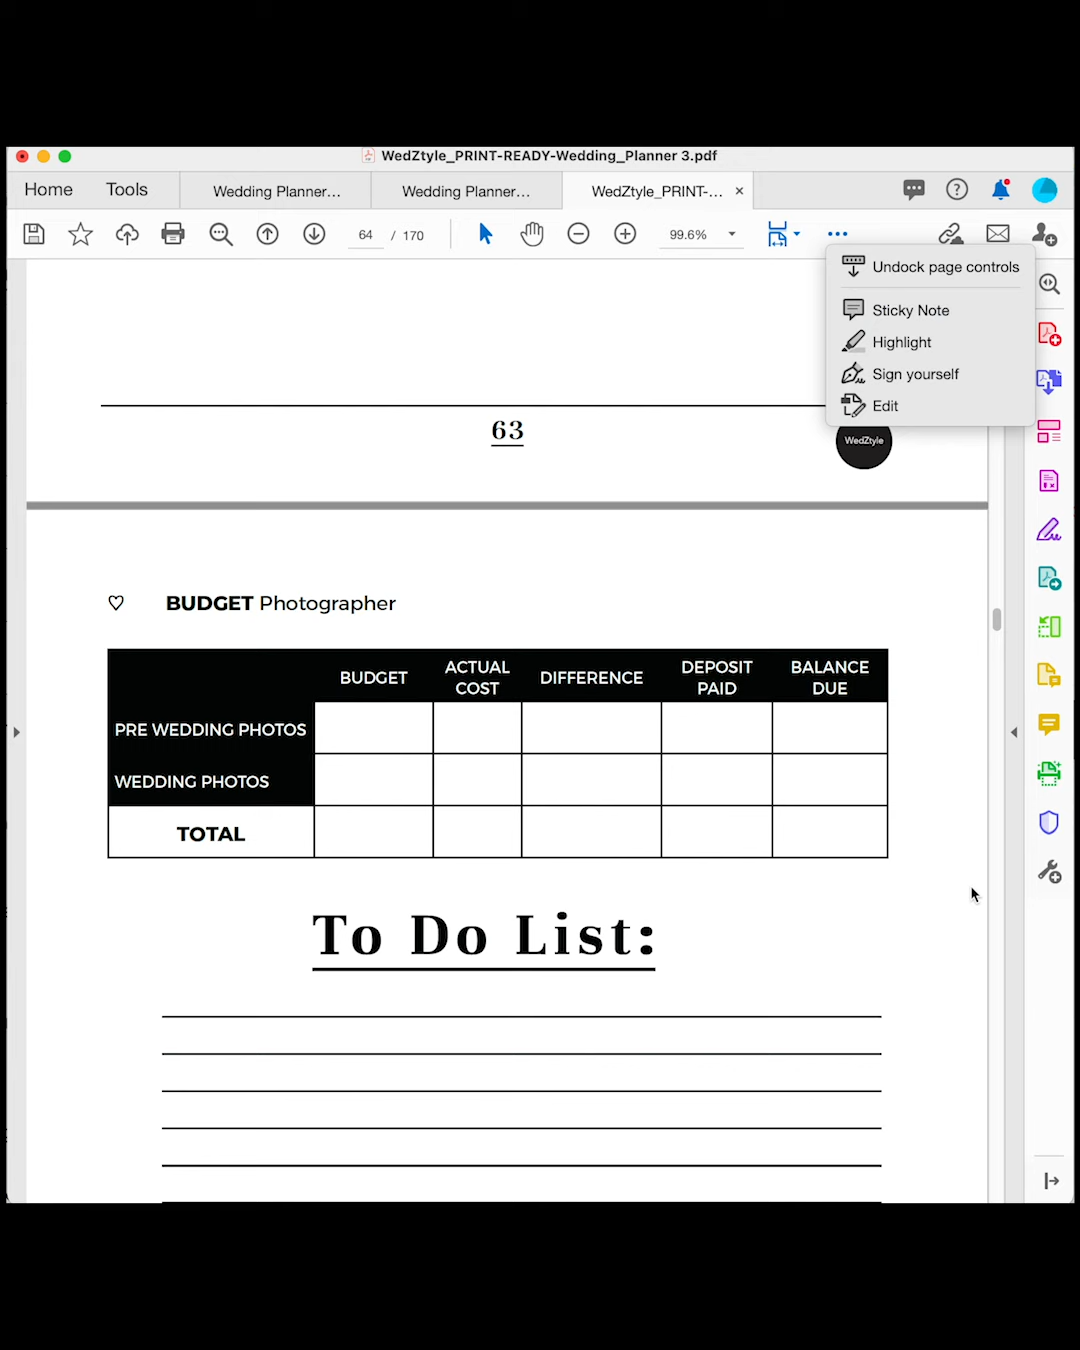 WedZtyle_PRINT-READY-Wedding_Planner 3.pdf
Home Tools Wedding Planner... Wedding Planner... WedZtyle_PRINT-... ×
64 / 170 99.6%
Undock page controls
Sticky Note
Highlight
Sign yourself
Edit
63
WedZtyle
BUDGET Photographer
BUDGET ACTUAL COST DIFFERENCE DEPOSIT PAID BALANCE DUE
PRE WEDDING PHOTOS
WEDDING PHOTOS
TOTAL
To Do List: